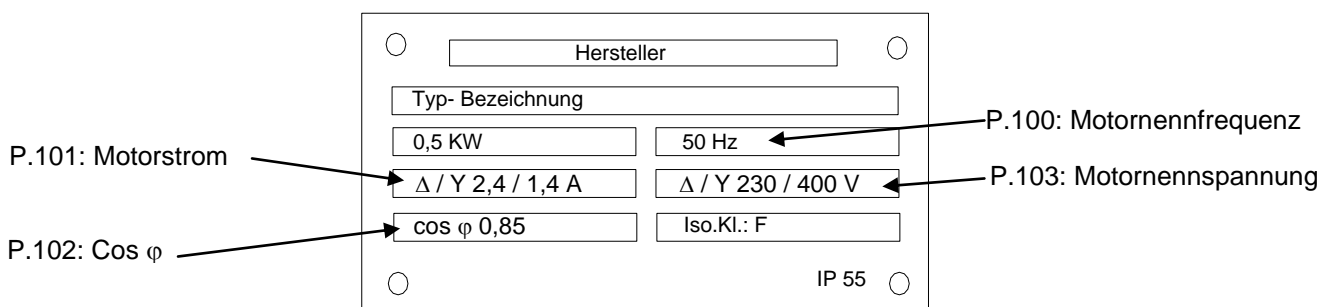 Hersteller
Typ- Bezeichnung
0,5 KW
50 Hz
P.100: Motornennfrequenz
P.101: Motorstrom
Δ / Y 2,4 / 1,4 A
Δ / Y 230 / 400 V
P.103: Motornennspannung
cos φ 0,85
Iso.Kl.: F
P.102: Cos φ
IP 55